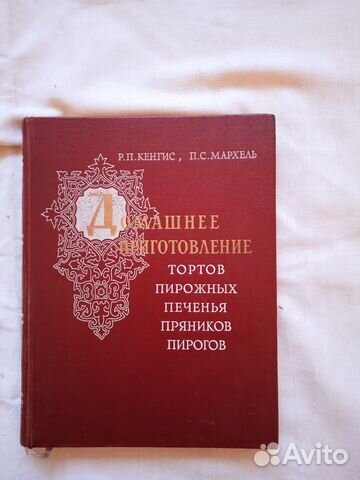 Р.П.КЕНГИС, П.С.МАРХЕЛЬ
ДОМАШНЕЕ
ПРИГОТОВЛЕНИЕ
ТОРТОВ
ПИРОЖНЫХ
ПЕЧЕНЬЯ
ПРЯНИКОВ
ПИРОГОВ
Avito